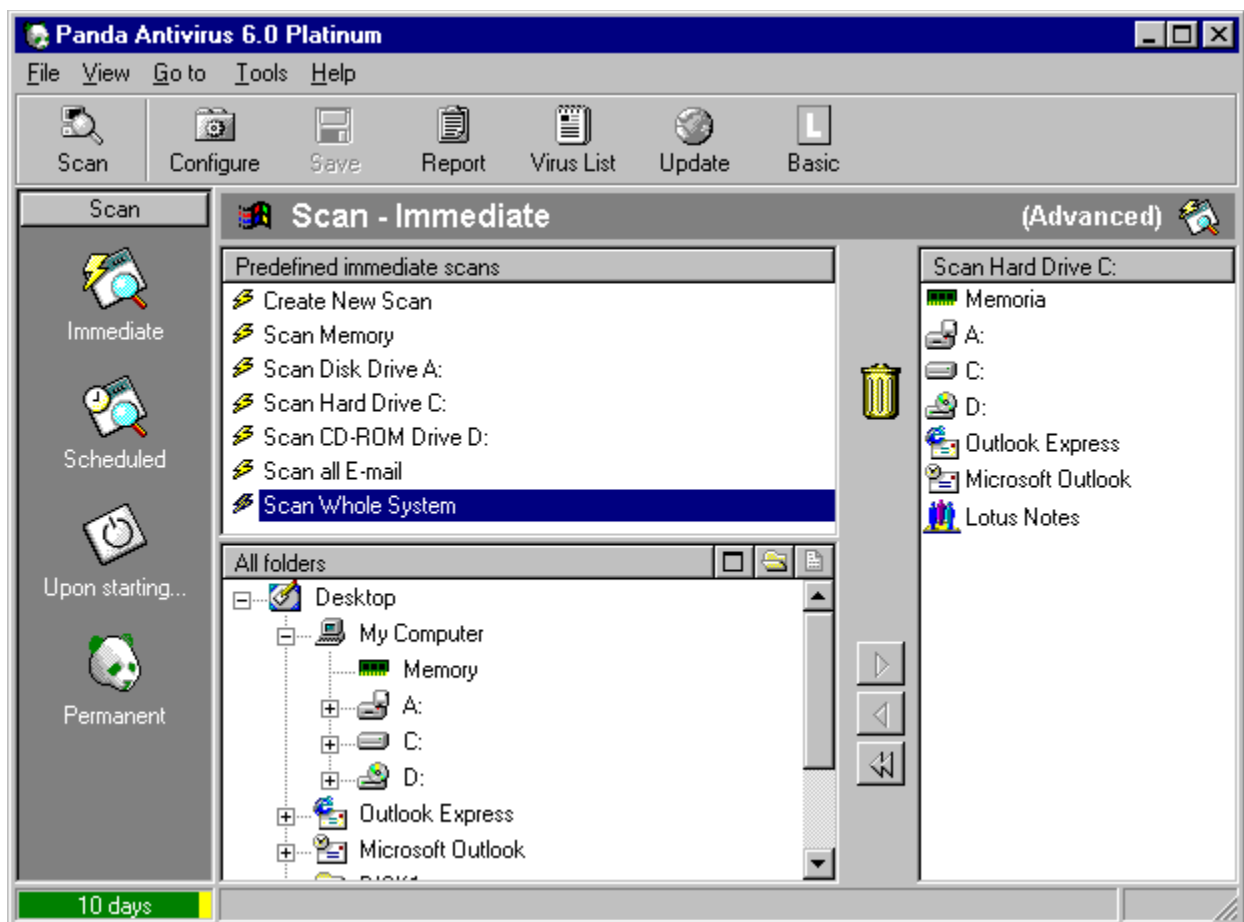 Panda Antivirus 6.0 Platinum
File View Go to Tools Help
Scan Configure Save Report Virus List Update Basic
Scan
Immediate
Scheduled
Upon starting...
Permanent
Scan - Immediate (Advanced)
Predefined immediate scans
Create New Scan
Scan Memory
Scan Disk Drive A:
Scan Hard Drive C:
Scan CD-ROM Drive D:
Scan all E-mail
Scan Whole System
All folders
Desktop
My Computer
Memory
A:
C:
D:
Outlook Express
Microsoft Outlook
Scan Hard Drive C:
Memoria
A:
C:
D:
Outlook Express
Microsoft Outlook
Lotus Notes
10 days